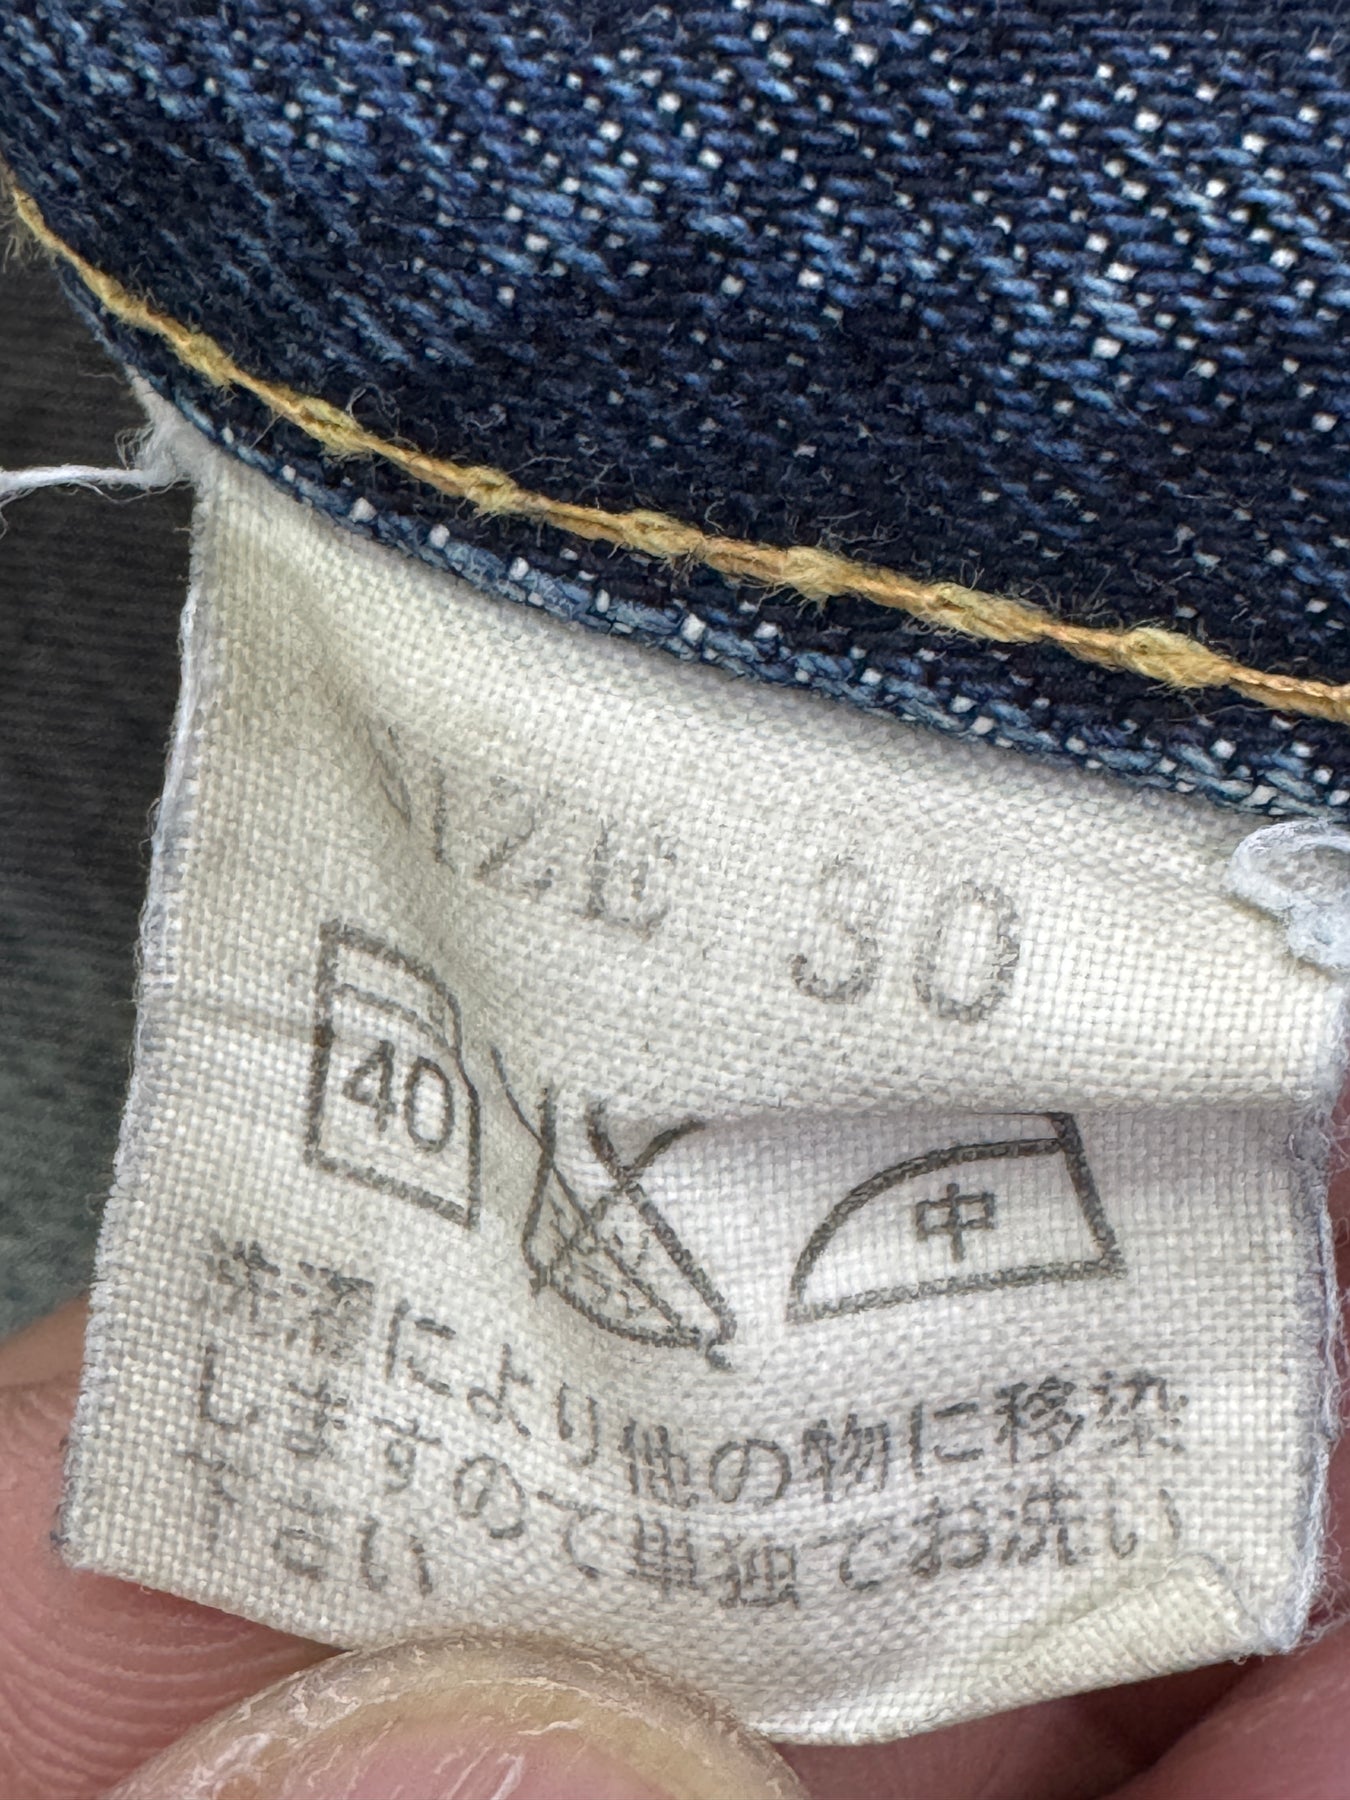 SIZE 30
40
中
洗濯により他の物に移染
しますので単独でお洗い
下さい